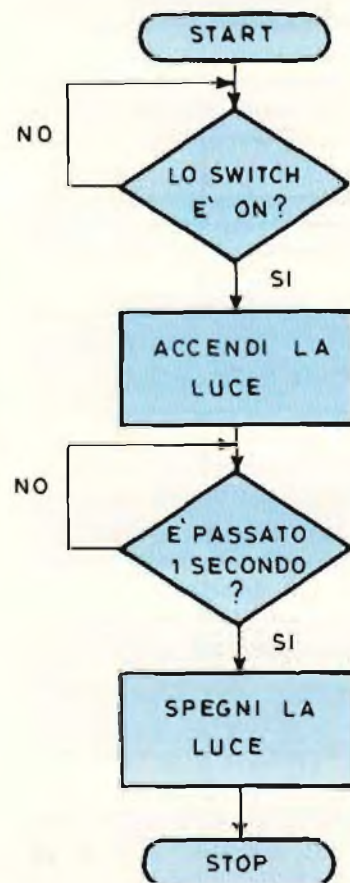 START
NO
LO SWITCH
E' ON?
SI
ACCENDI LA
LUCE
NO
E' PASSATO
1 SECONDO
?
SI
SPEGNI LA
LUCE
STOP